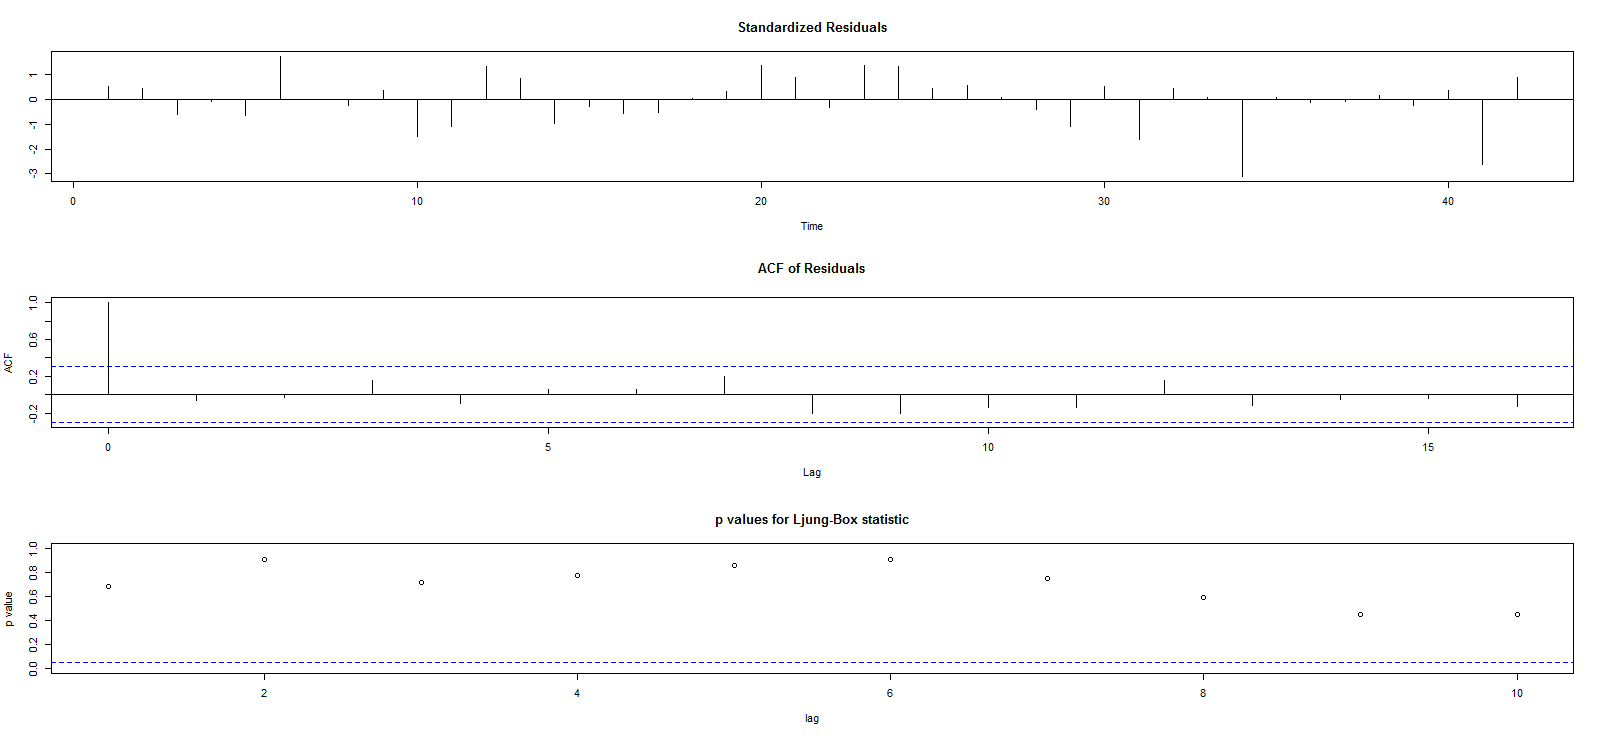 Standardized Residuals
1
0
-1
-2
-3
0 10 20 30 40
Time
ACF of Residuals
1.0
0.6
0.2
-0.2
ACF
0 5 10 15
Lag
p values for Ljung-Box statistic
1.0
0.8
0.6
0.4
0.2
0.0
p value
2 4 6 8 10
lag